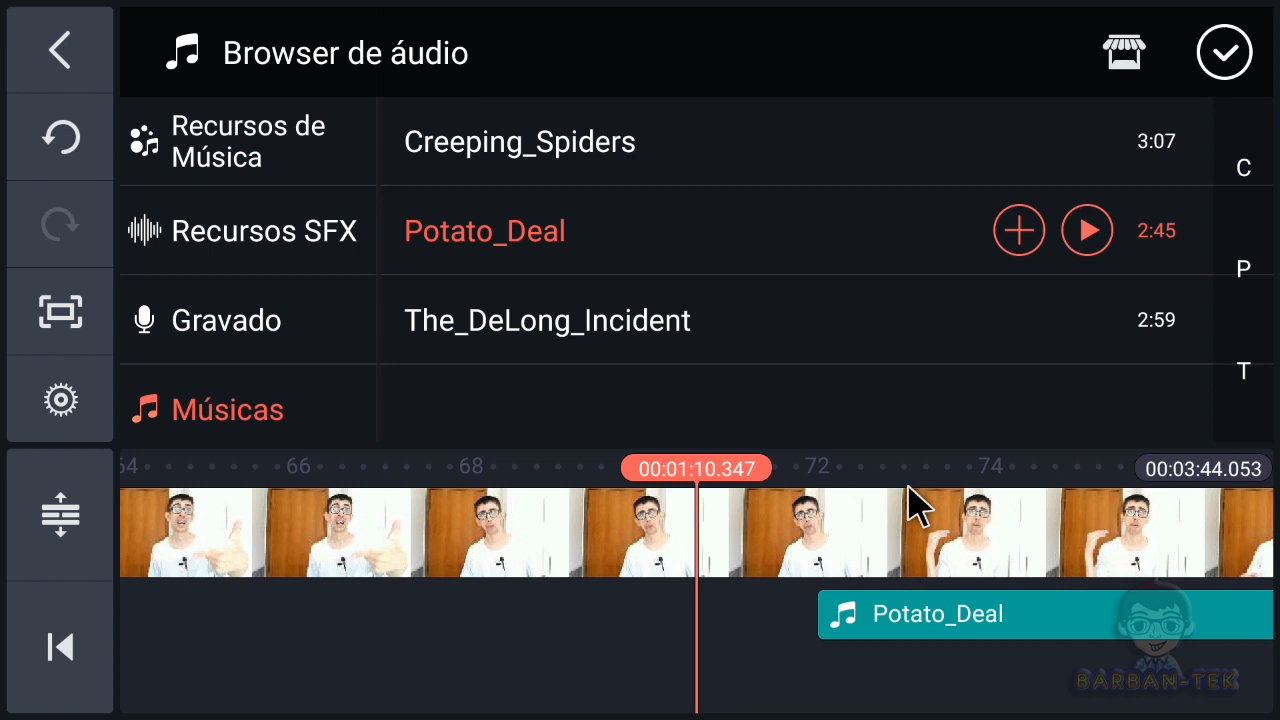 Browser de áudio
Recursos de
Música
Creeping_Spiders
3:07
C
Recursos SFX
Potato_Deal
2:45
P
Gravado
The_DeLong_Incident
2:59
T
Músicas
64
66
68
00:01:10.347
72
74
00:03:44.053
Potato_Deal
BARBAN-TEK